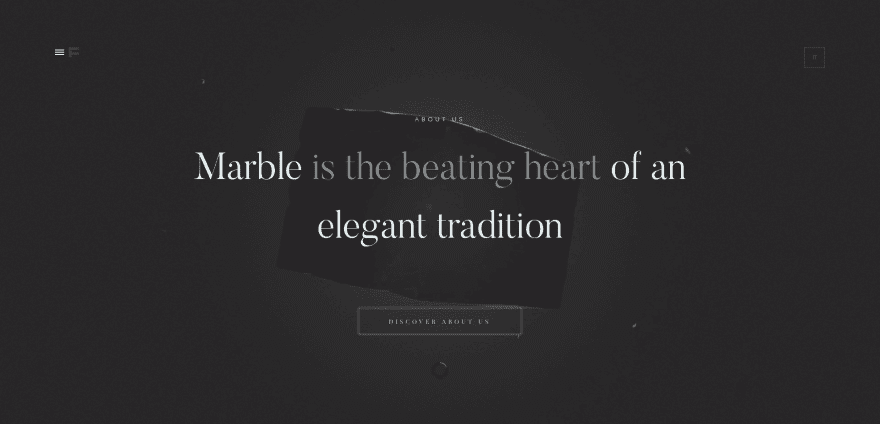 ABOUT US
Marble is the beating heart of an
elegant tradition
DISCOVER ABOUT US